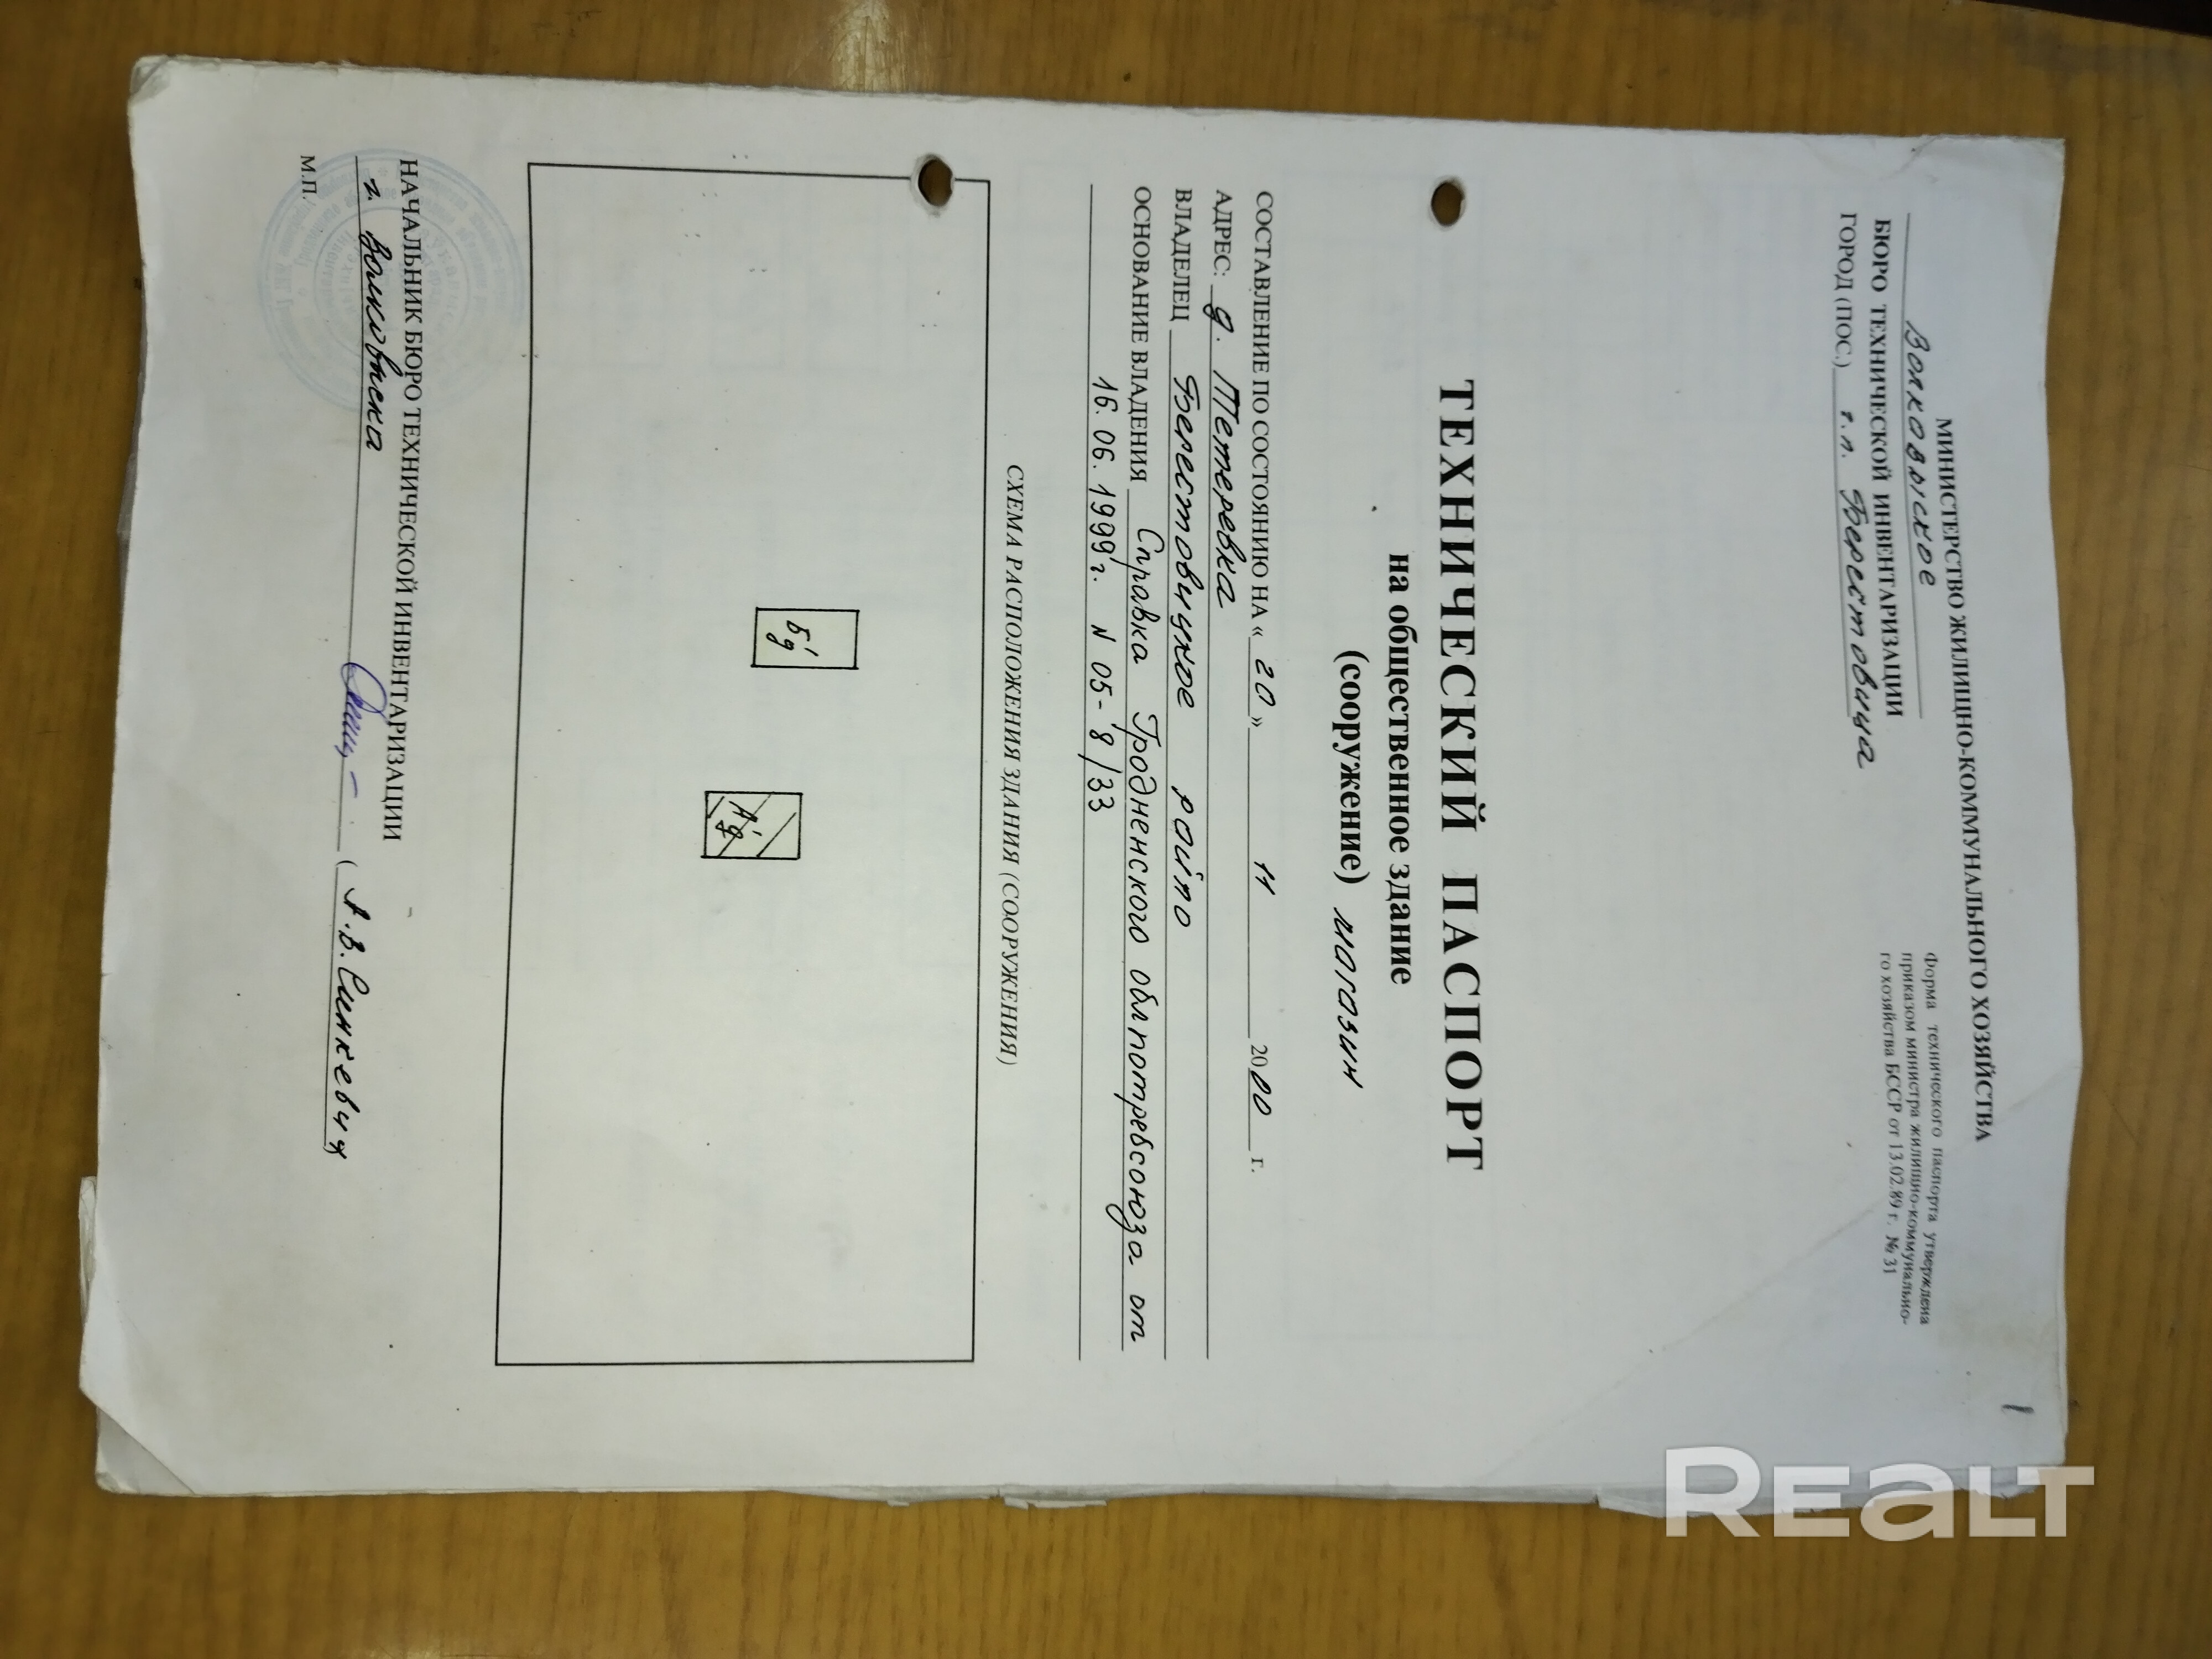 1
МИНИСТЕРСТВО ЖИЛИЩНО-КОММУНАЛЬНОГО ХОЗЯЙСТВА
Волковыское
БЮРО ТЕХНИЧЕСКОЙ ИНВЕНТАРИЗАЦИИ
ГОРОД (ПОС.) г.п. Берестовица
Форма технического паспорта утверждена
приказом министра жилищно-коммунально-
го хозяйства БССР от 13.02.89 г. № 31
ТЕХНИЧЕСКИЙ ПАСПОРТ
на общественное здание
(сооружение) магазин
СОСТАВЛЕНИЕ ПО СОСТОЯНИЮ НА « 20 » 11 2000 г.
АДРЕС: д. Петеревка
ВЛАДЕЛЕЦ Берестовицкое райпо
ОСНОВАНИЕ ВЛАДЕНИЯ Справка Гродненского облпотребсоюза от
16.06.1999г. N 05-8/33
СХЕМА РАСПОЛОЖЕНИЯ ЗДАНИЯ (СООРУЖЕНИЯ)
НАЧАЛЬНИК БЮРО ТЕХНИЧЕСКОЙ ИНВЕНТАРИЗАЦИИ
г. Волковыска (А.В. Синкевич)
М.П.
REALT